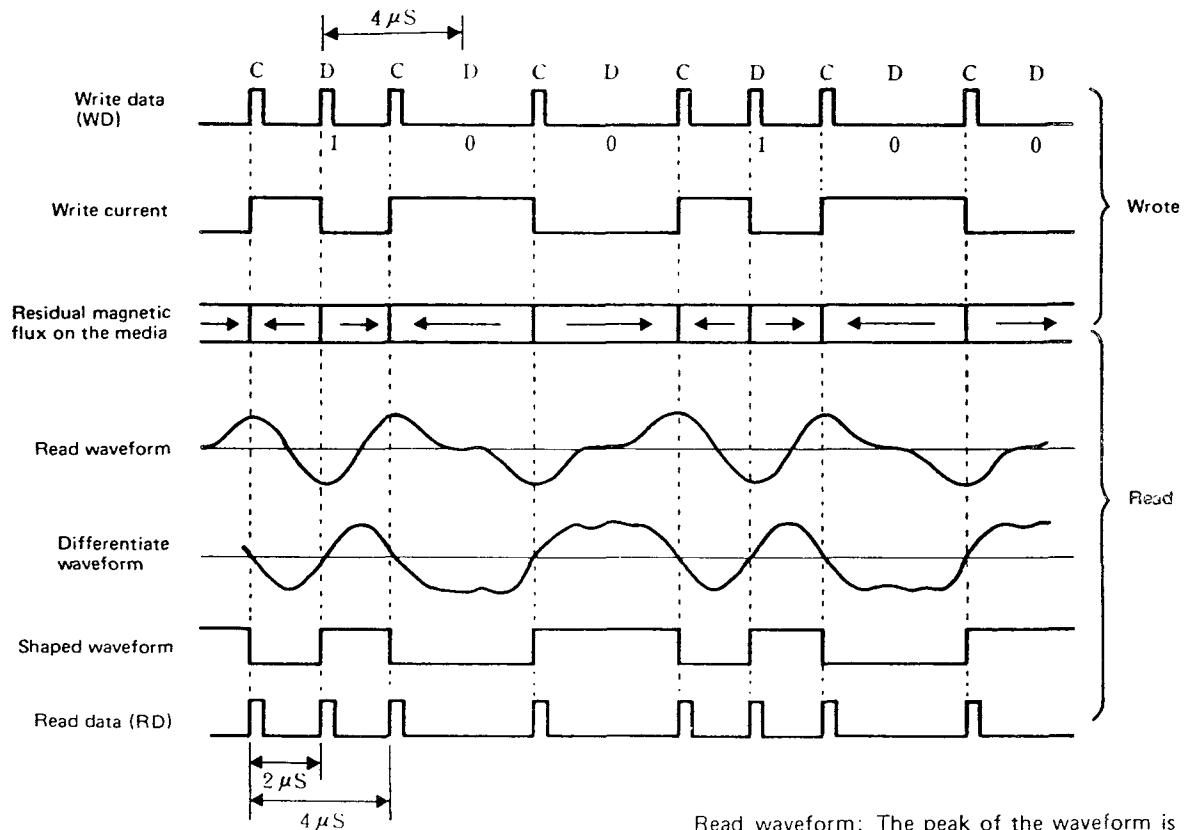 4 μS
C D C D C D C D C D C D
Write data
(WD)
1 0 0 1 0 0
Write current
Wrote
Residual magnetic
flux on the media
Read waveform
Read
Differentiate
waveform
Shaped waveform
Read data (RD)
2 μS
4 μS
Read waveform: The peak of the waveform is